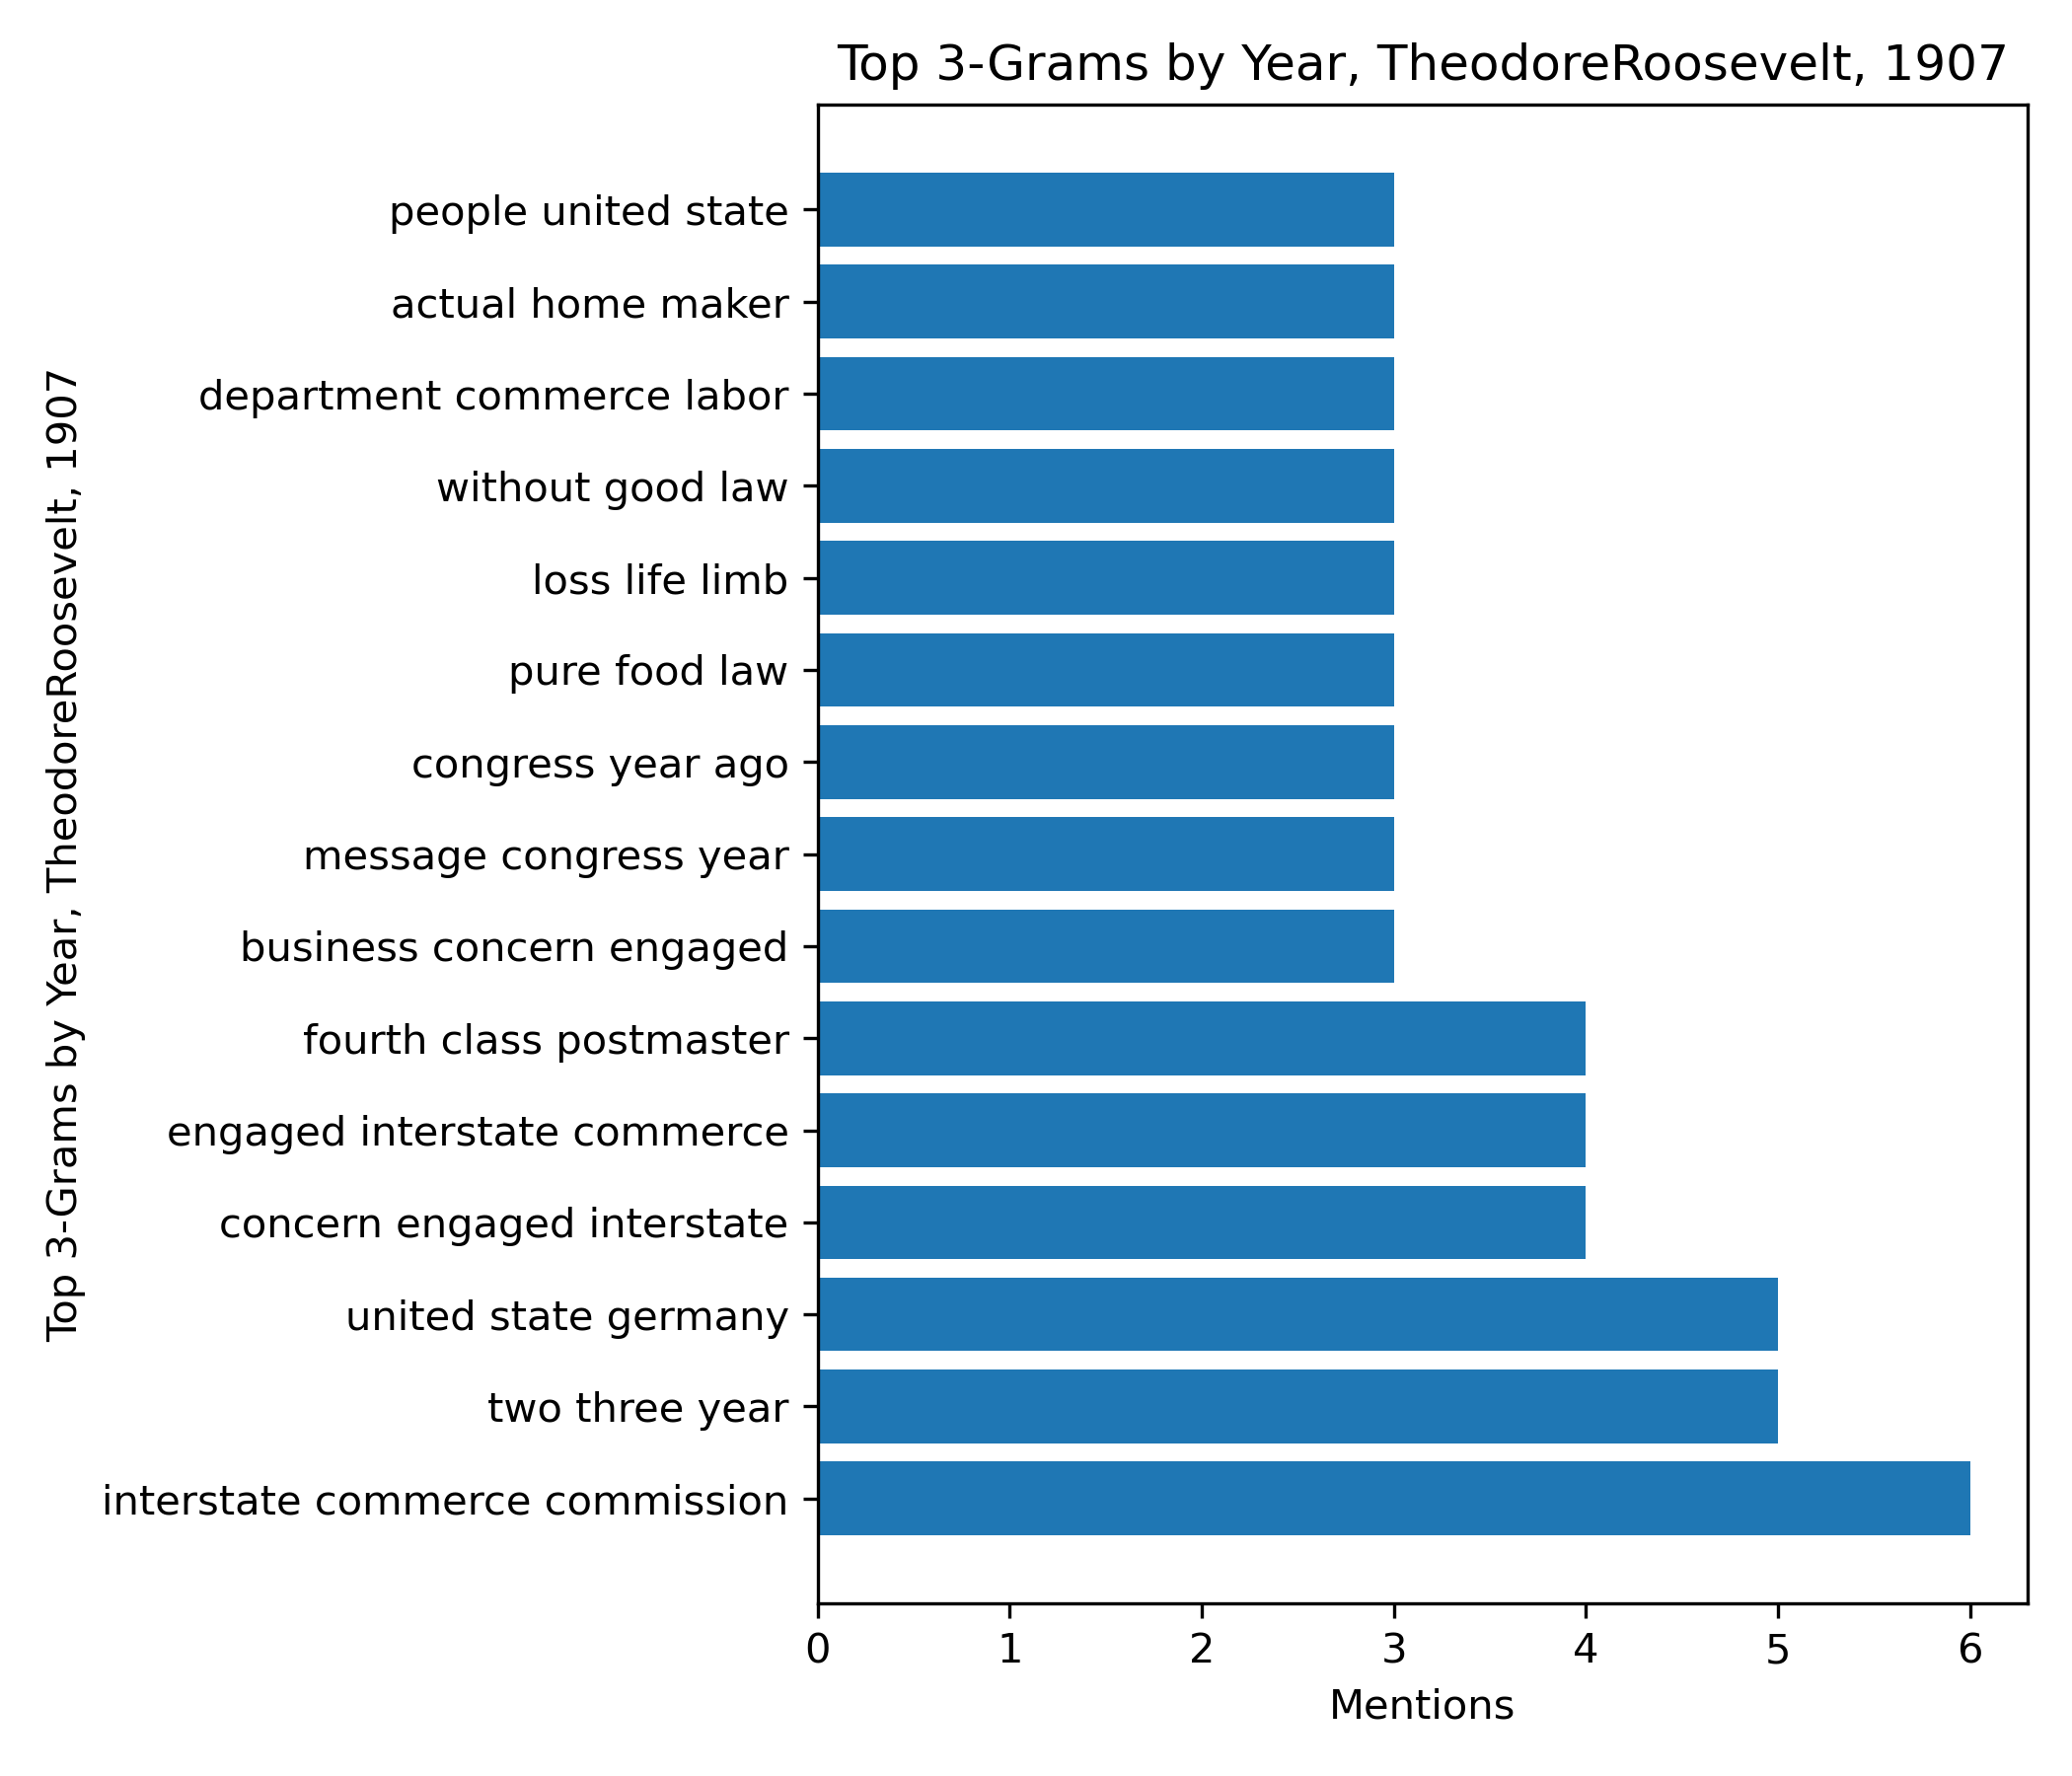 Top 3-Grams by Year, TheodoreRoosevelt, 1907
Top 3-Grams by Year, TheodoreRoosevelt, 1907
people united state
actual home maker
department commerce labor
without good law
loss life limb
pure food law
congress year ago
message congress year
business concern engaged
fourth class postmaster
engaged interstate commerce
concern engaged interstate
united state germany
two three year
interstate commerce commission
0 1 2 3 4 5 6
Mentions